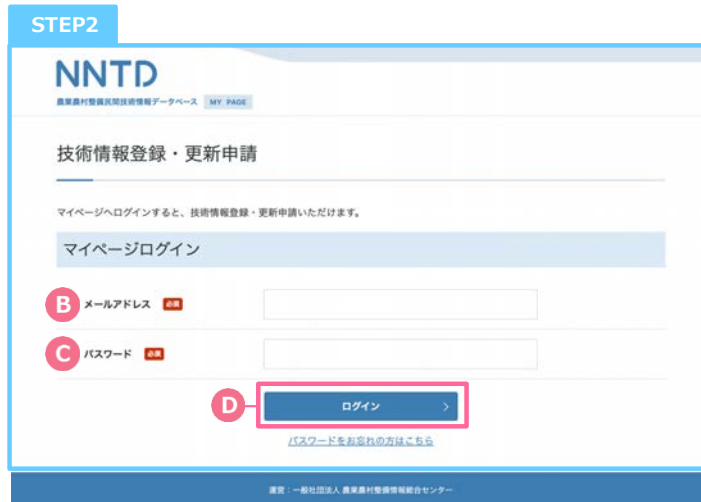 STEP2
NNTD
農業農村整備民間技術情報データベース MY PAGE
技術情報登録・更新申請
マイページへログインすると、技術情報登録・更新申請いただけます。
マイページログイン
B メールアドレス 必須
C パスワード 必須
D ログイン
パスワードをお忘れの方はこちら
運営：一般社団法人 農業農村整備情報総合センター